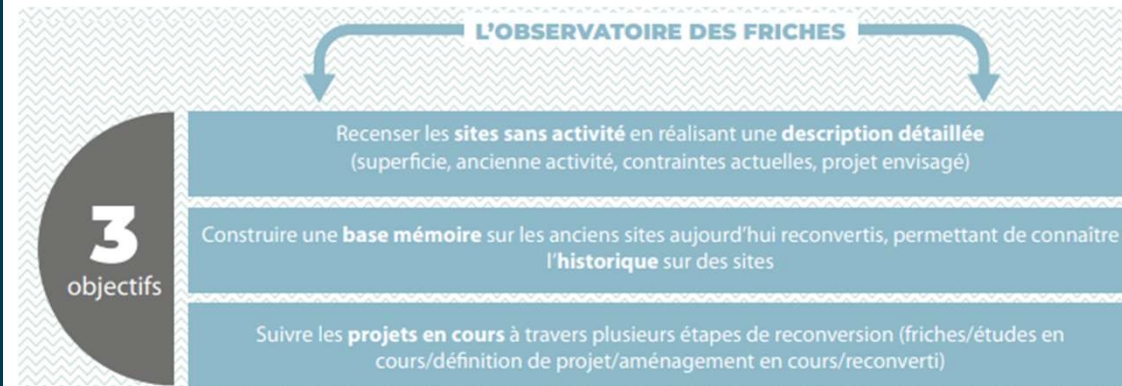 L'OBSERVATOIRE DES FRICHES
3
objectifs
Recenser les sites sans activité en réalisant une description détaillée
(superficie, ancienne activité, contraintes actuelles, projet envisagé)
Construire une base mémoire sur les anciens sites aujourd'hui reconvertis, permettant de connaître
l'historique sur des sites
Suivre les projets en cours à travers plusieurs étapes de reconversion (friches/études en
cours/définition de projet/aménagement en cours/reconverti)